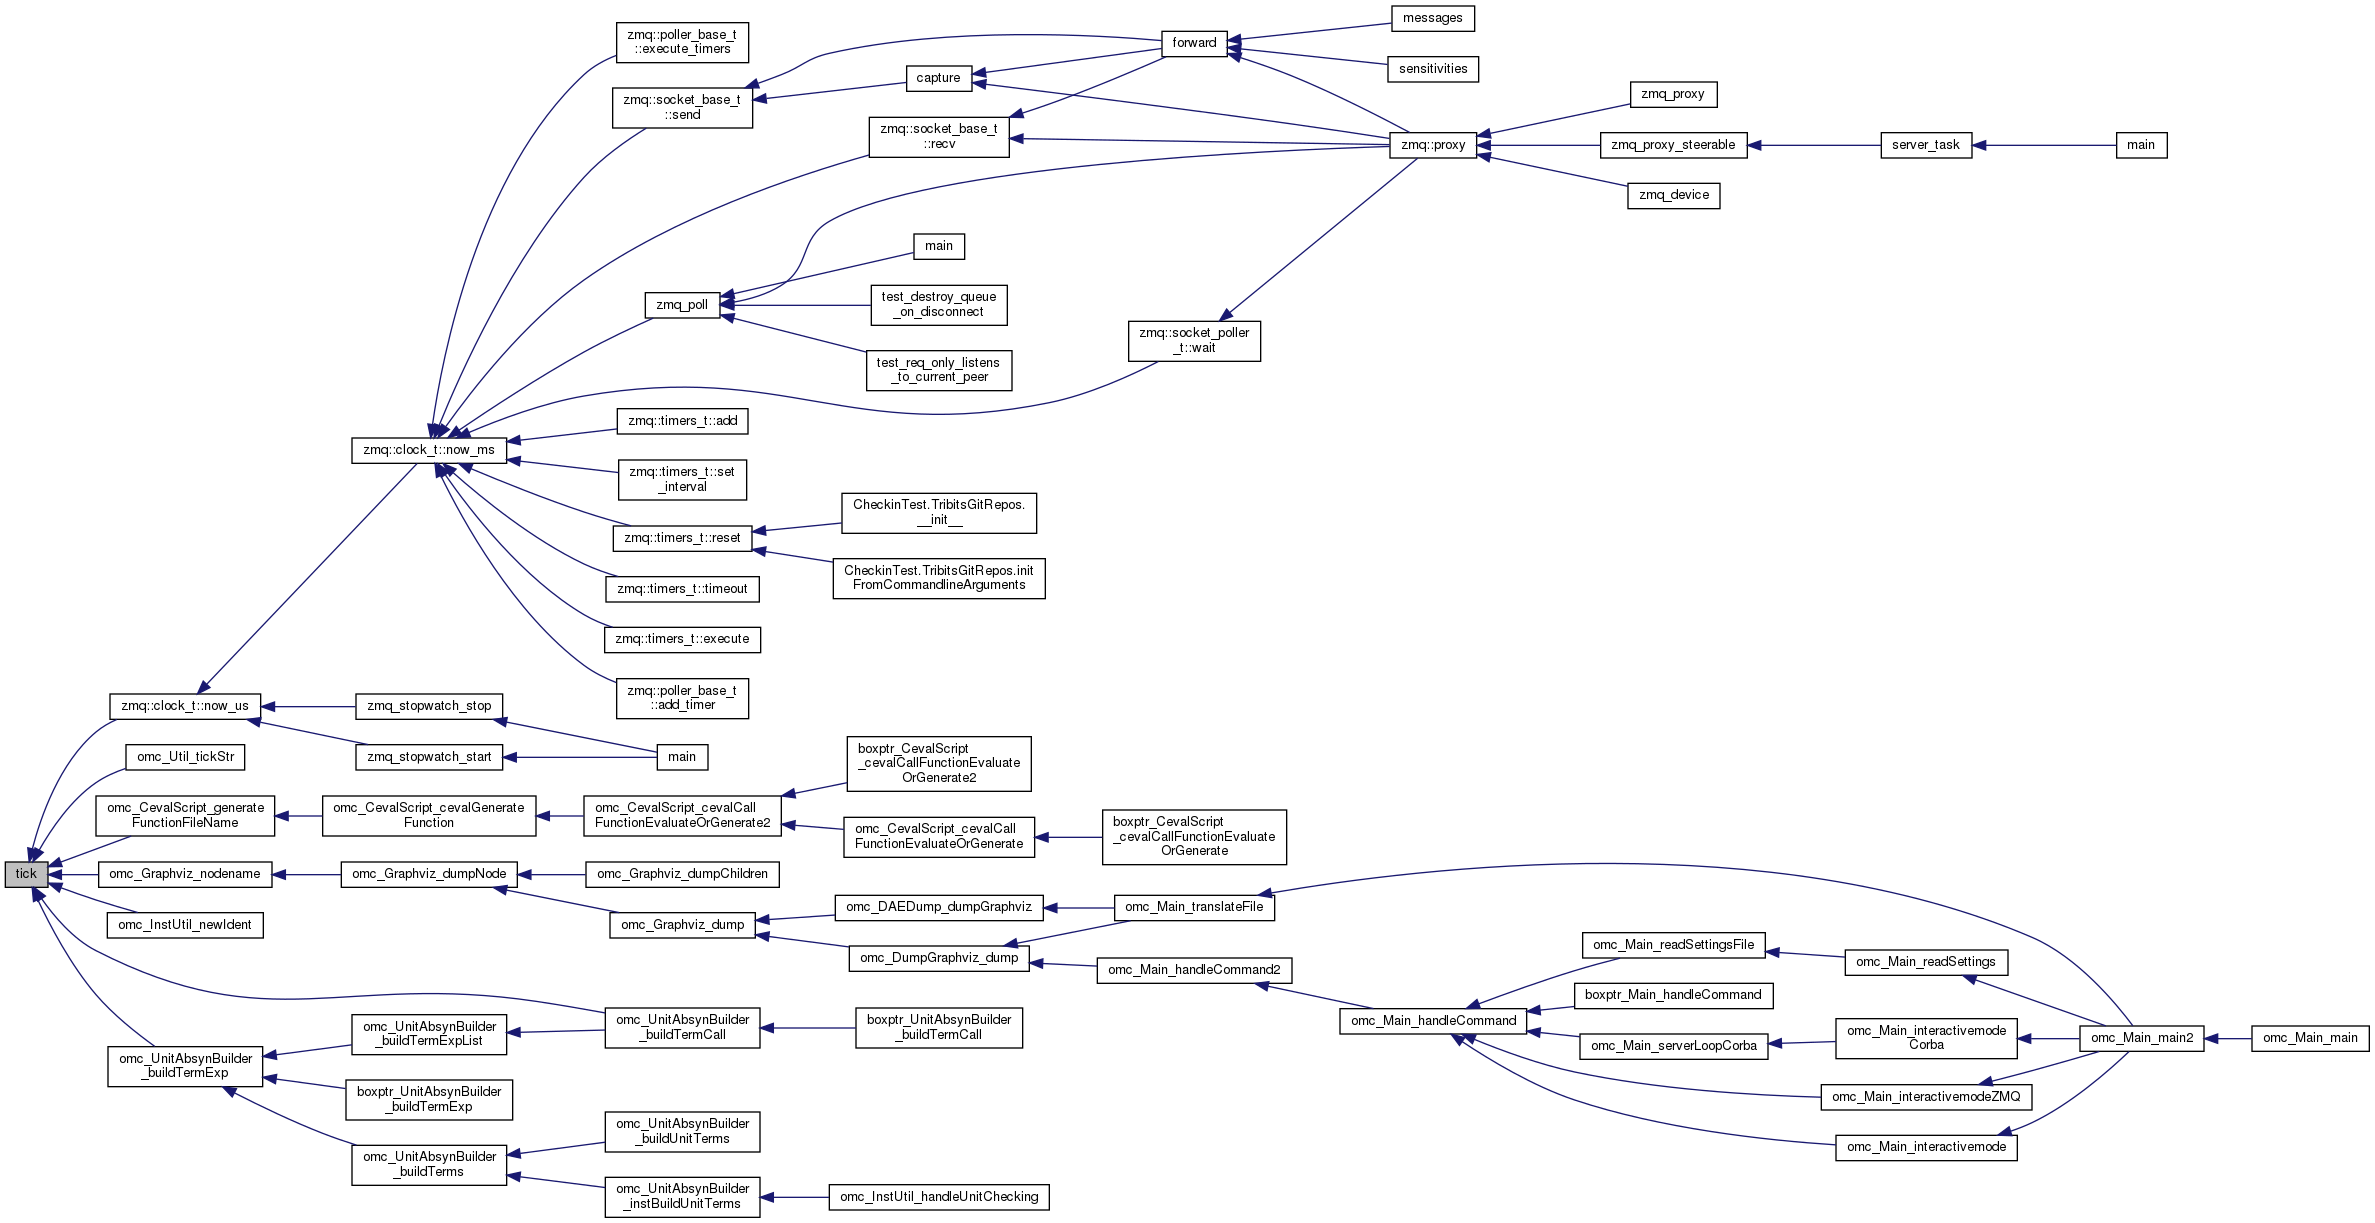 messages
zmq::poller_base_t
::execute_timers
forward
sensitivities
capture
zmq::socket_base_t
::send
zmq_proxy
zmq::socket_base_t
::recv
zmq::proxy
zmq_proxy_steerable
server_task
main
zmq_device
main
zmq_poll
test_destroy_queue
_on_disconnect
zmq::socket_poller
_t::wait
test_req_only_listens
_to_current_peer
zmq::timers_t::add
zmq::clock_t::now_ms
zmq::timers_t::set
_interval
CheckinTest.TribitsGitRepos.
__init__
zmq::timers_t::reset
CheckinTest.TribitsGitRepos.init
FromCommandlineArguments
zmq::timers_t::timeout
zmq::timers_t::execute
zmq::poller_base_t
::add_timer
zmq::clock_t::now_us
zmq_stopwatch_stop
omc_Util_tickStr
zmq_stopwatch_start
main
boxptr_CevalScript
_cevalCallFunctionEvaluate
OrGenerate2
omc_CevalScript_generate
FunctionFileName
omc_CevalScript_cevalGenerate
Function
omc_CevalScript_cevalCall
FunctionEvaluateOrGenerate2
omc_CevalScript_cevalCall
FunctionEvaluateOrGenerate
boxptr_CevalScript
_cevalCallFunctionEvaluate
OrGenerate
tick
omc_Graphviz_nodename
omc_Graphviz_dumpNode
omc_Graphviz_dumpChildren
omc_InstUtil_newIdent
omc_Graphviz_dump
omc_DAEDump_dumpGraphviz
omc_Main_translateFile
omc_DumpGraphviz_dump
omc_Main_handleCommand2
omc_Main_readSettingsFile
omc_Main_readSettings
boxptr_Main_handleCommand
omc_Main_handleCommand
omc_Main_serverLoopCorba
omc_Main_interactivemode
Corba
omc_Main_main2
omc_Main_main
omc_Main_interactivemodeZMQ
omc_Main_interactivemode
omc_UnitAbsynBuilder
_buildTermCall
boxptr_UnitAbsynBuilder
_buildTermCall
omc_UnitAbsynBuilder
_buildTermExpList
omc_UnitAbsynBuilder
_buildTermExp
boxptr_UnitAbsynBuilder
_buildTermExp
omc_UnitAbsynBuilder
_buildUnitTerms
omc_UnitAbsynBuilder
_buildTerms
omc_UnitAbsynBuilder
_instBuildUnitTerms
omc_InstUtil_handleUnitChecking